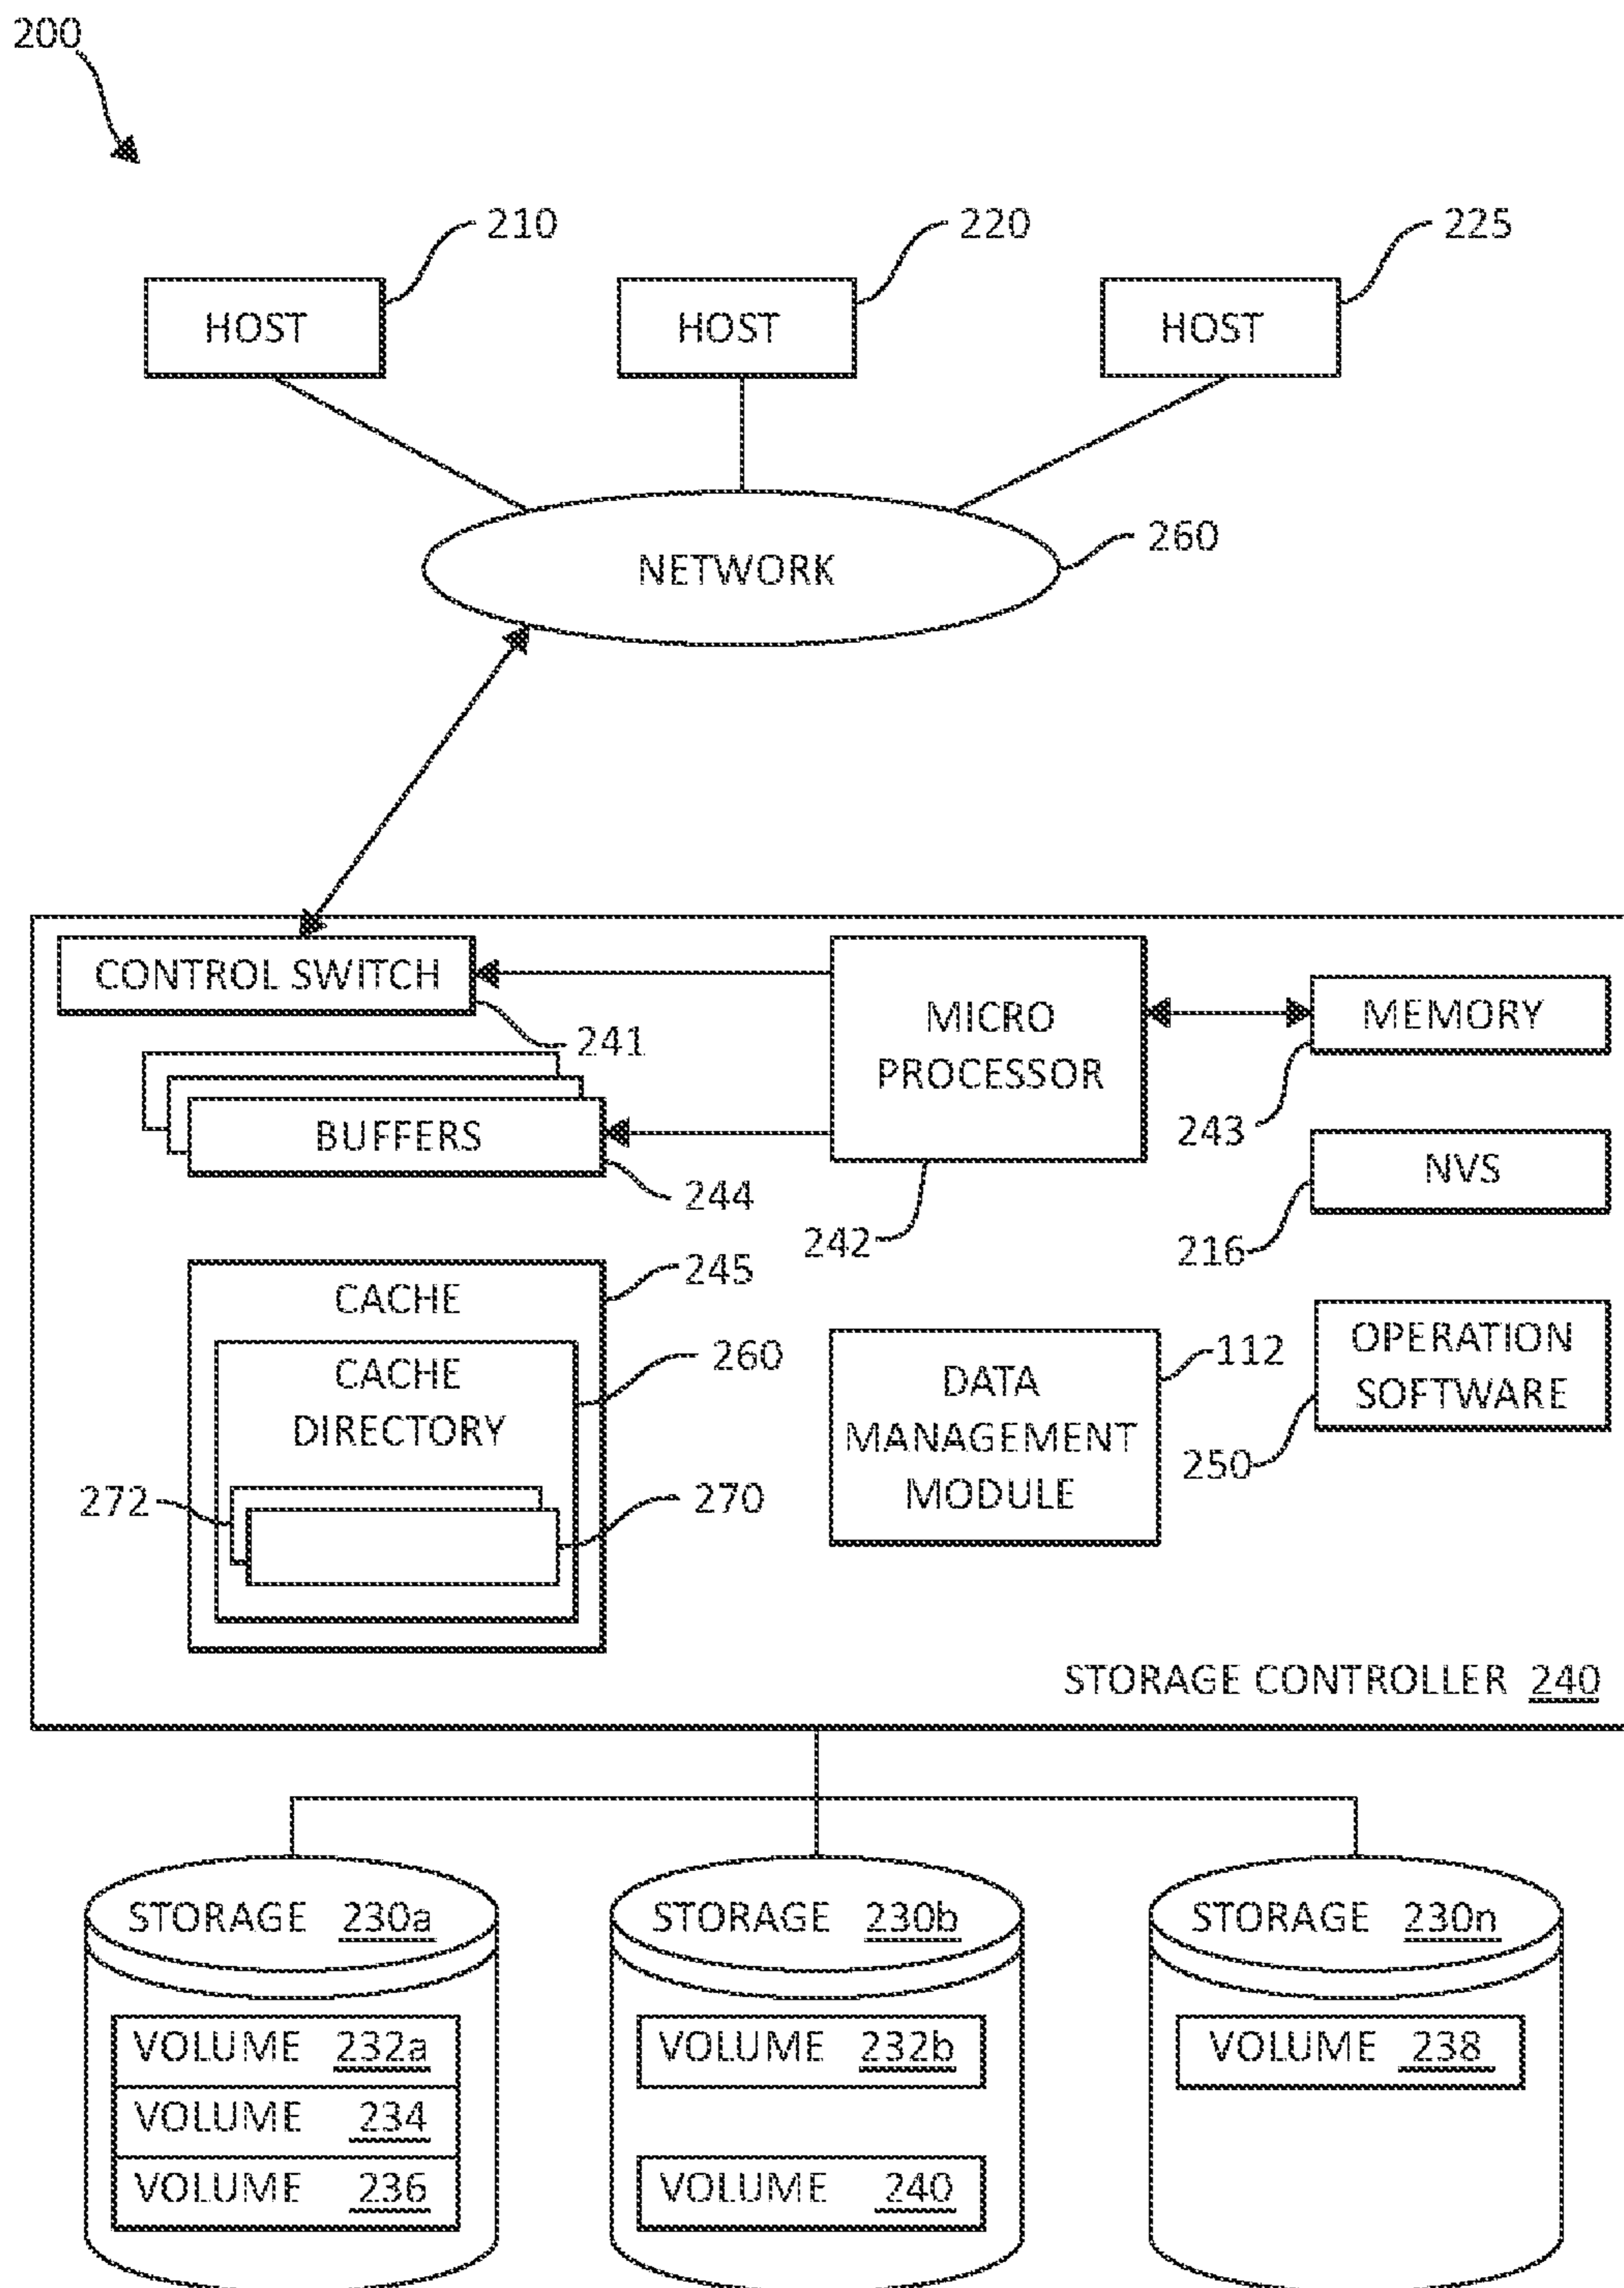 200
210
220
225
HOST
HOST
HOST
260
NETWORK
CONTROL SWITCH
241
MICRO
PROCESSOR
242
MEMORY
243
BUFFERS
244
NVS
216
CACHE
245
CACHE
DIRECTORY
260
272
270
DATA
MANAGEMENT
MODULE
112
OPERATION
SOFTWARE
250
STORAGE CONTROLLER 240
STORAGE 230a
VOLUME 232a
VOLUME 234
VOLUME 236
STORAGE 230b
VOLUME 232b
VOLUME 240
STORAGE 230n
VOLUME 238